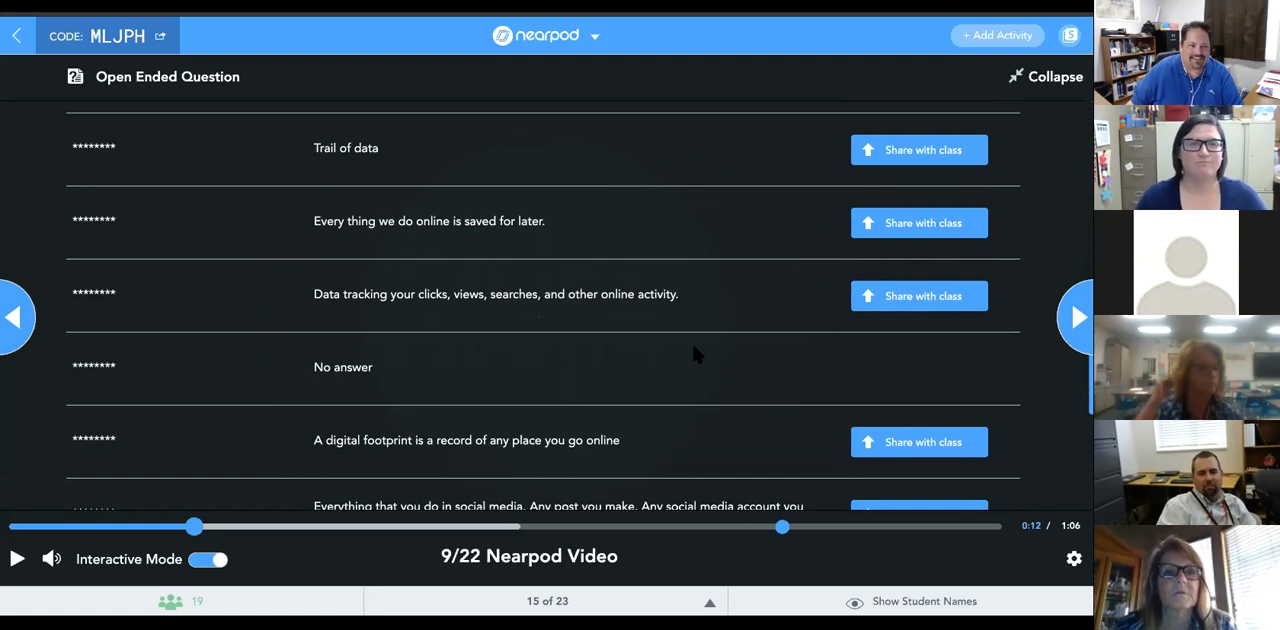 CODE: MLJPH
nearpod
+ Add Activity
S
Open Ended Question
Collapse
******** Trail of data Share with class
******** Every thing we do online is saved for later. Share with class
******** Data tracking your clicks, views, searches, and other online activity. Share with class
******** No answer
******** A digital footprint is a record of any place you go online Share with class
Everything that you do in social media. Any post you make. Any social media account you
0:12 / 1:06
Interactive Mode
9/22 Nearpod Video
19
15 of 23
Show Student Names